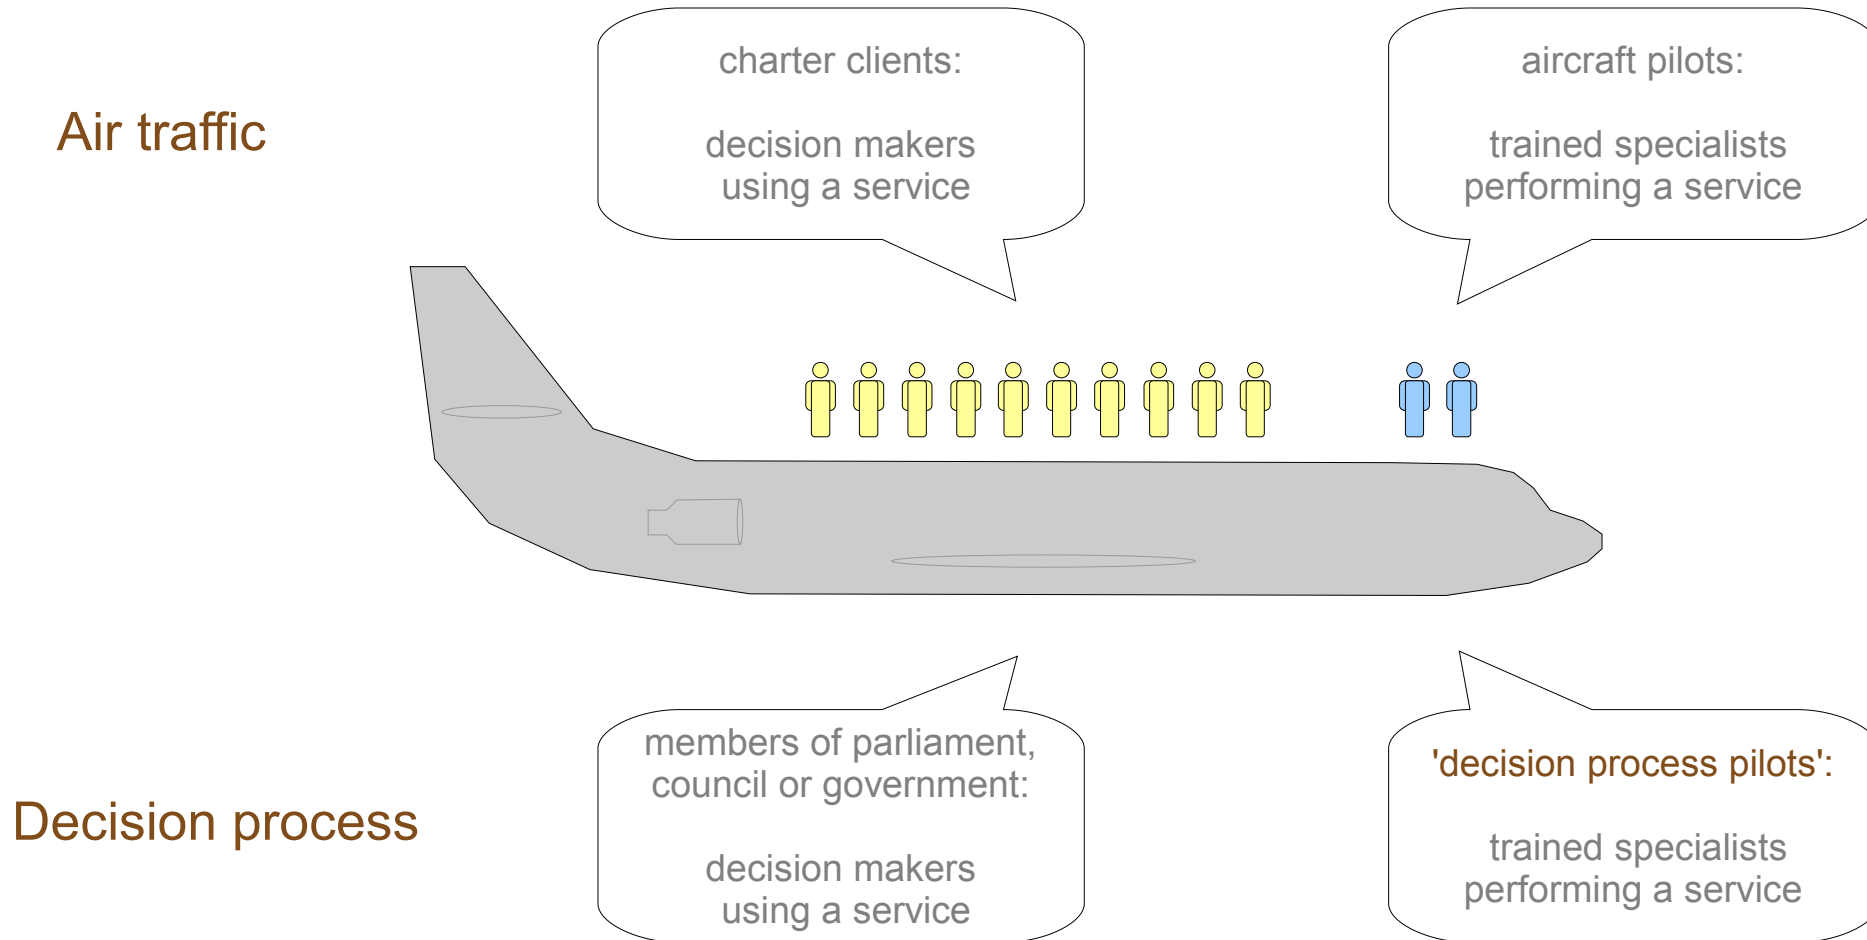 Air traffic
charter clients:
decision makers
using a service
aircraft pilots:
trained specialists
performing a service
Decision process
members of parliament,
council or government:
decision makers
using a service
'decision process pilots':
trained specialists
performing a service